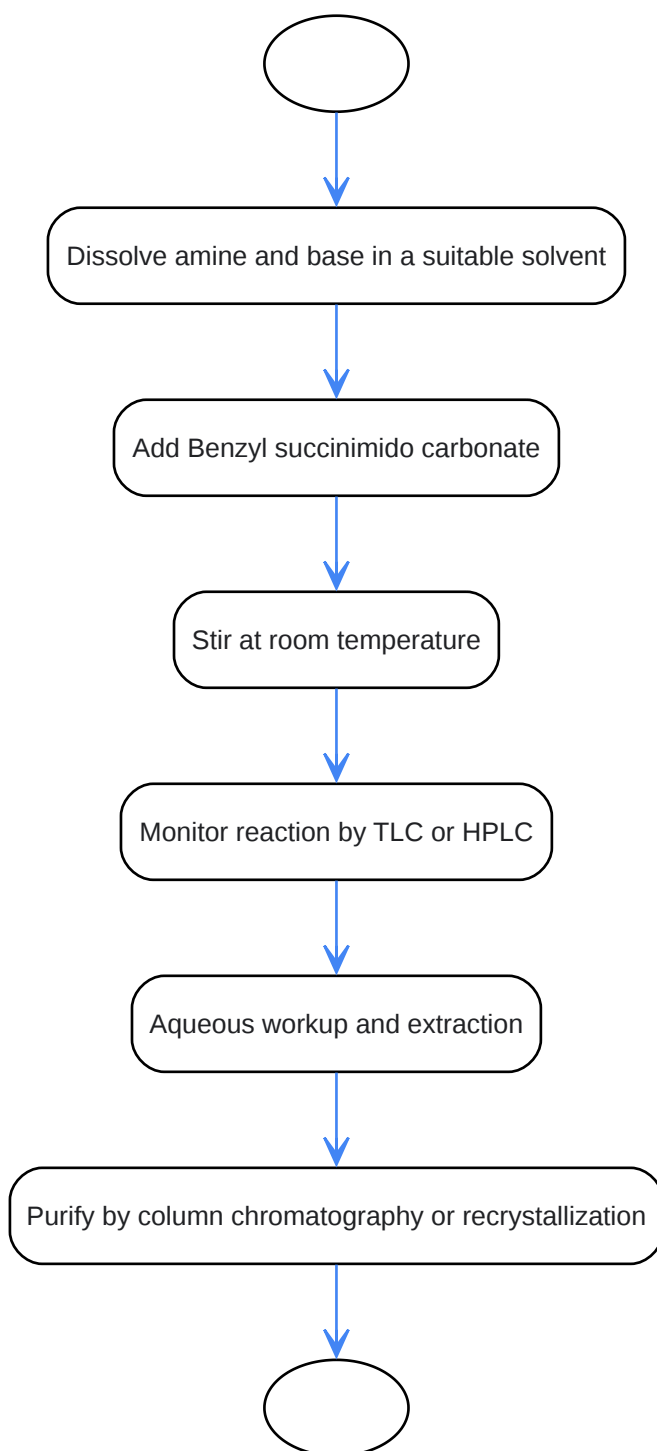 Dissolve amine and base in a suitable solvent
Add Benzyl succinimido carbonate
Stir at room temperature
Monitor reaction by TLC or HPLC
Aqueous workup and extraction
Purify by column chromatography or recrystallization